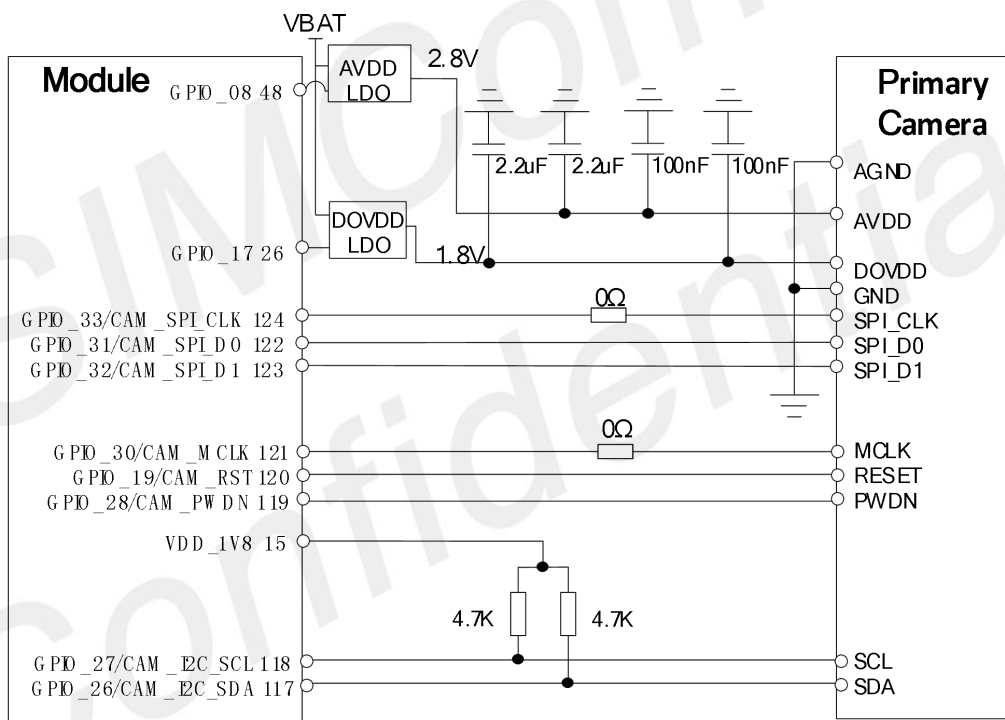 VBAT
Module
GPIO_08 48
AVDD
LDO
2.8V
2.2uF
2.2uF
100nF
100nF
Primary
Camera
AGND
AVDD
GPIO_17 26
DOVDD
LDO
1.8V
DOVDD
GND
GPIO_33/CAM_SPI_CLK 124
0Ω
SPI_CLK
GPIO_31/CAM_SPI_D0 122
SPI_D0
GPIO_32/CAM_SPI_D1 123
SPI_D1
GPIO_30/CAM_MCLK 121
0Ω
MCLK
GPIO_19/CAM_RST 120
RESET
GPIO_28/CAM_PWDN 119
PWDN
VDD_1V8 15
4.7K
4.7K
GPIO_27/CAM_I2C_SCL 118
SCL
GPIO_26/CAM_I2C_SDA 117
SDA
SIMCom
Confidential